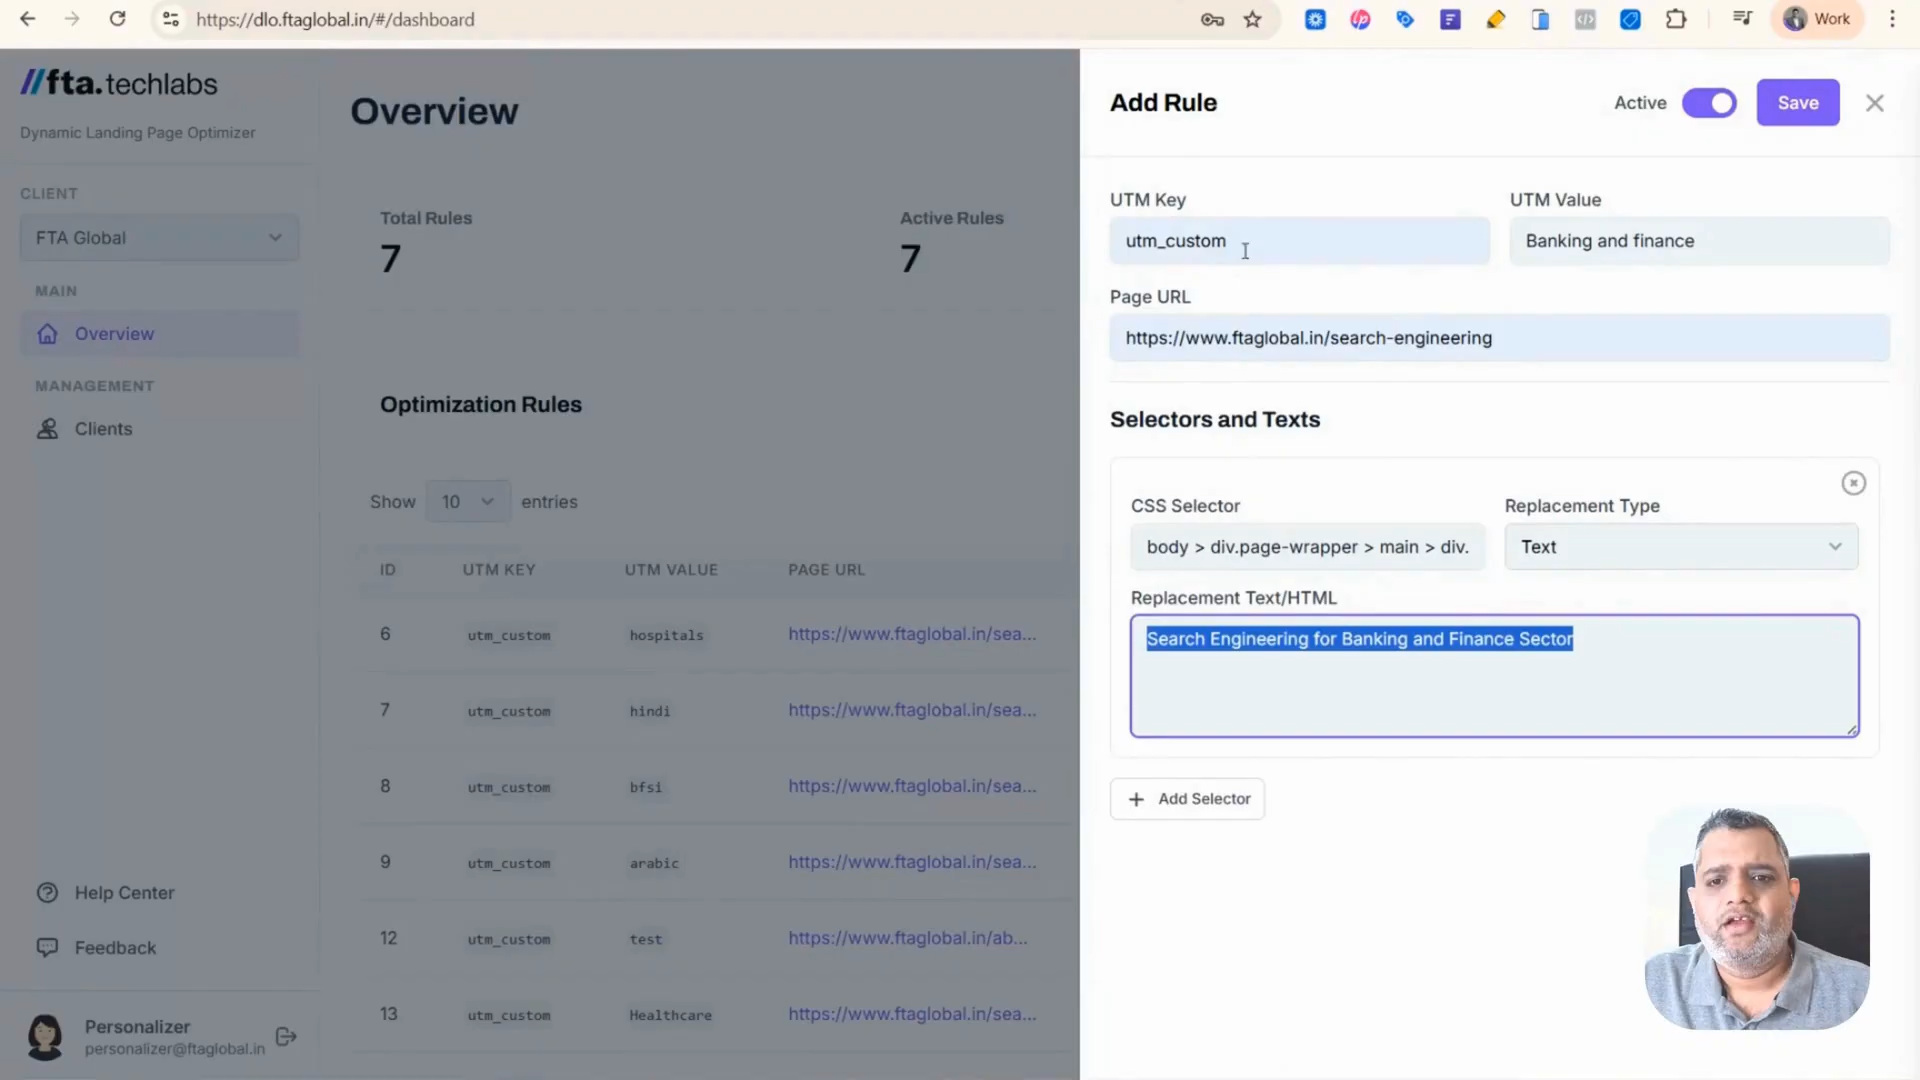 https://dlo.ftaglobal.in/#/dashboard
Work
//fta.techlabs
Dynamic Landing Page Optimizer
CLIENT
FTA Global
MAIN
Overview
MANAGEMENT
Clients
Help Center
Feedback
Personalizer
personalizer@ftaglobal.in
Overview
Total Rules
7
Active Rules
7
Optimization Rules
Show 10 entries
ID UTM KEY UTM VALUE PAGE URL
6 utm_custom hospitals https://www.ftaglobal.in/sea...
7 utm_custom hindi https://www.ftaglobal.in/sea...
8 utm_custom bfsi https://www.ftaglobal.in/sea...
9 utm_custom arabic https://www.ftaglobal.in/sea...
12 utm_custom test https://www.ftaglobal.in/ab...
13 utm_custom Healthcare https://www.ftaglobal.in/sea...
Add Rule
Active
Save
UTM Key UTM Value
utm_custom Banking and finance
Page URL
https://www.ftaglobal.in/search-engineering
Selectors and Texts
CSS Selector Replacement Type
body > div.page-wrapper > main > div. Text
Replacement Text/HTML
Search Engineering for Banking and Finance Sector
+ Add Selector